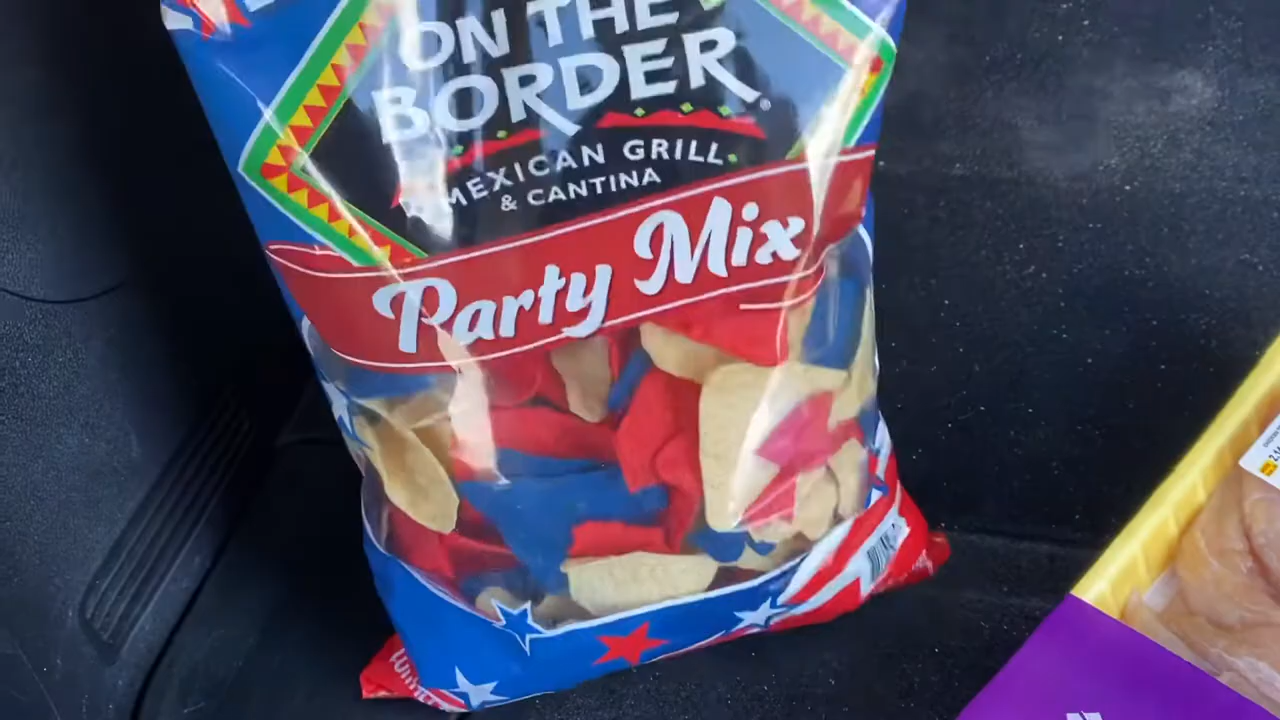 ON THE
BORDER®
MEXICAN GRILL
& CANTINA
Party Mix